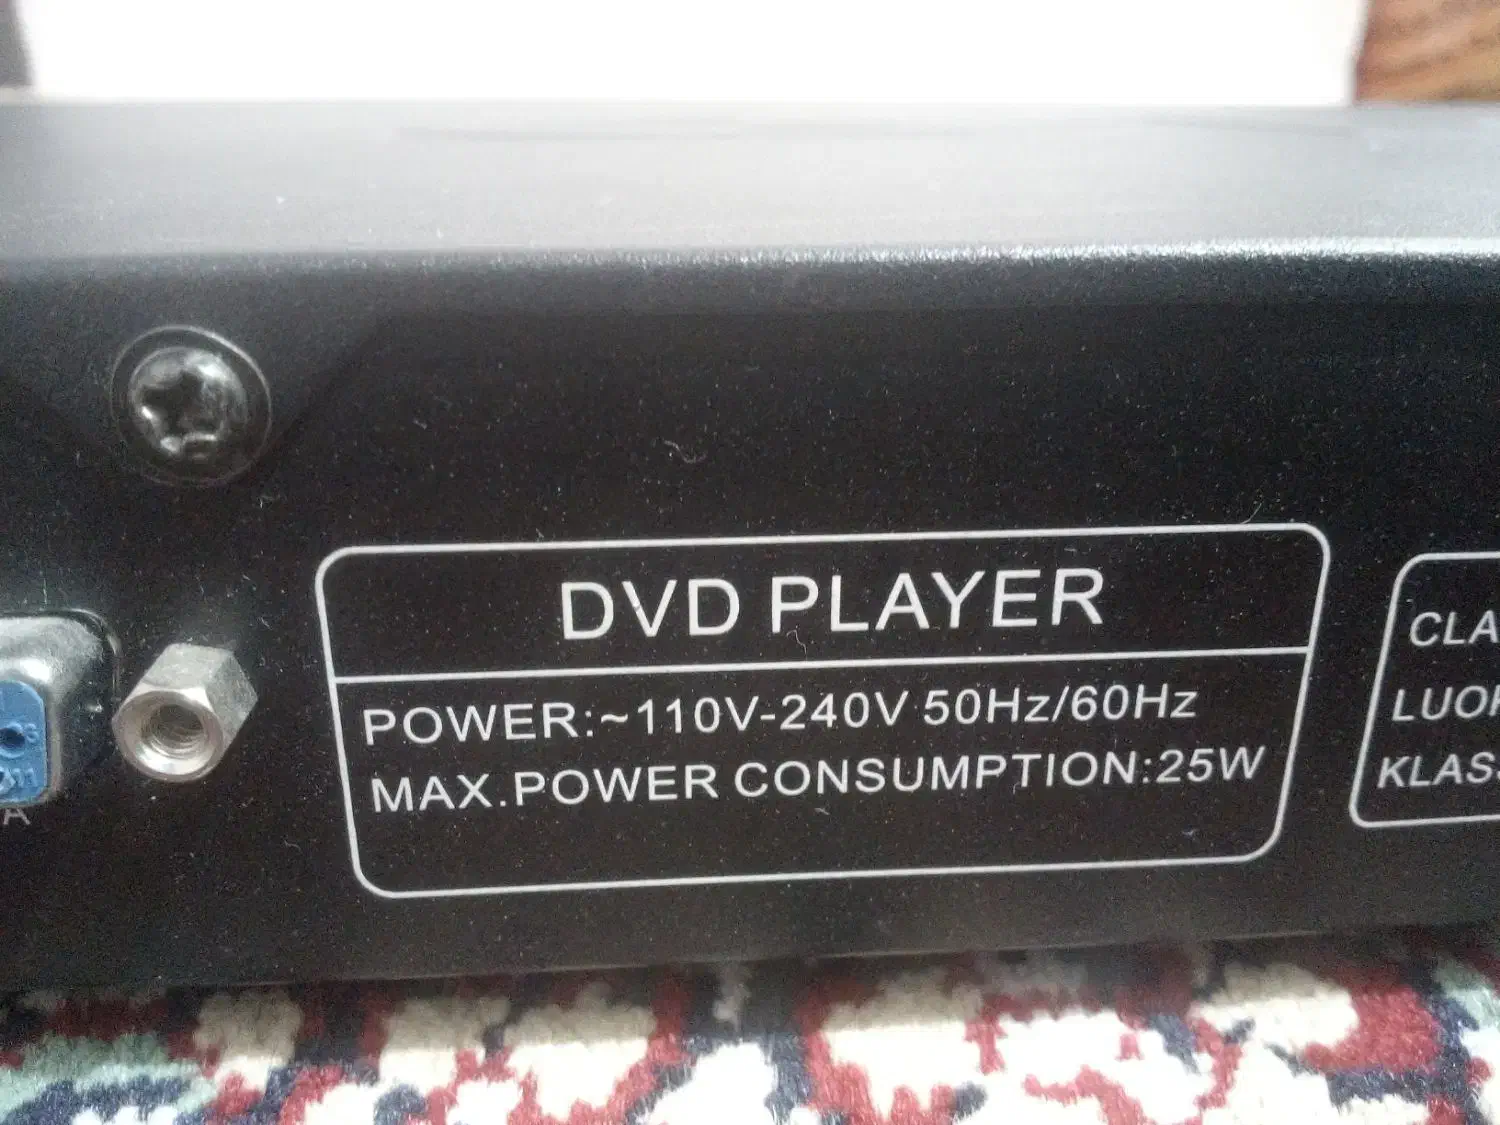 DVD PLAYER
POWER:~110V-240V 50Hz/60Hz
MAX.POWER CONSUMPTION:25W
A